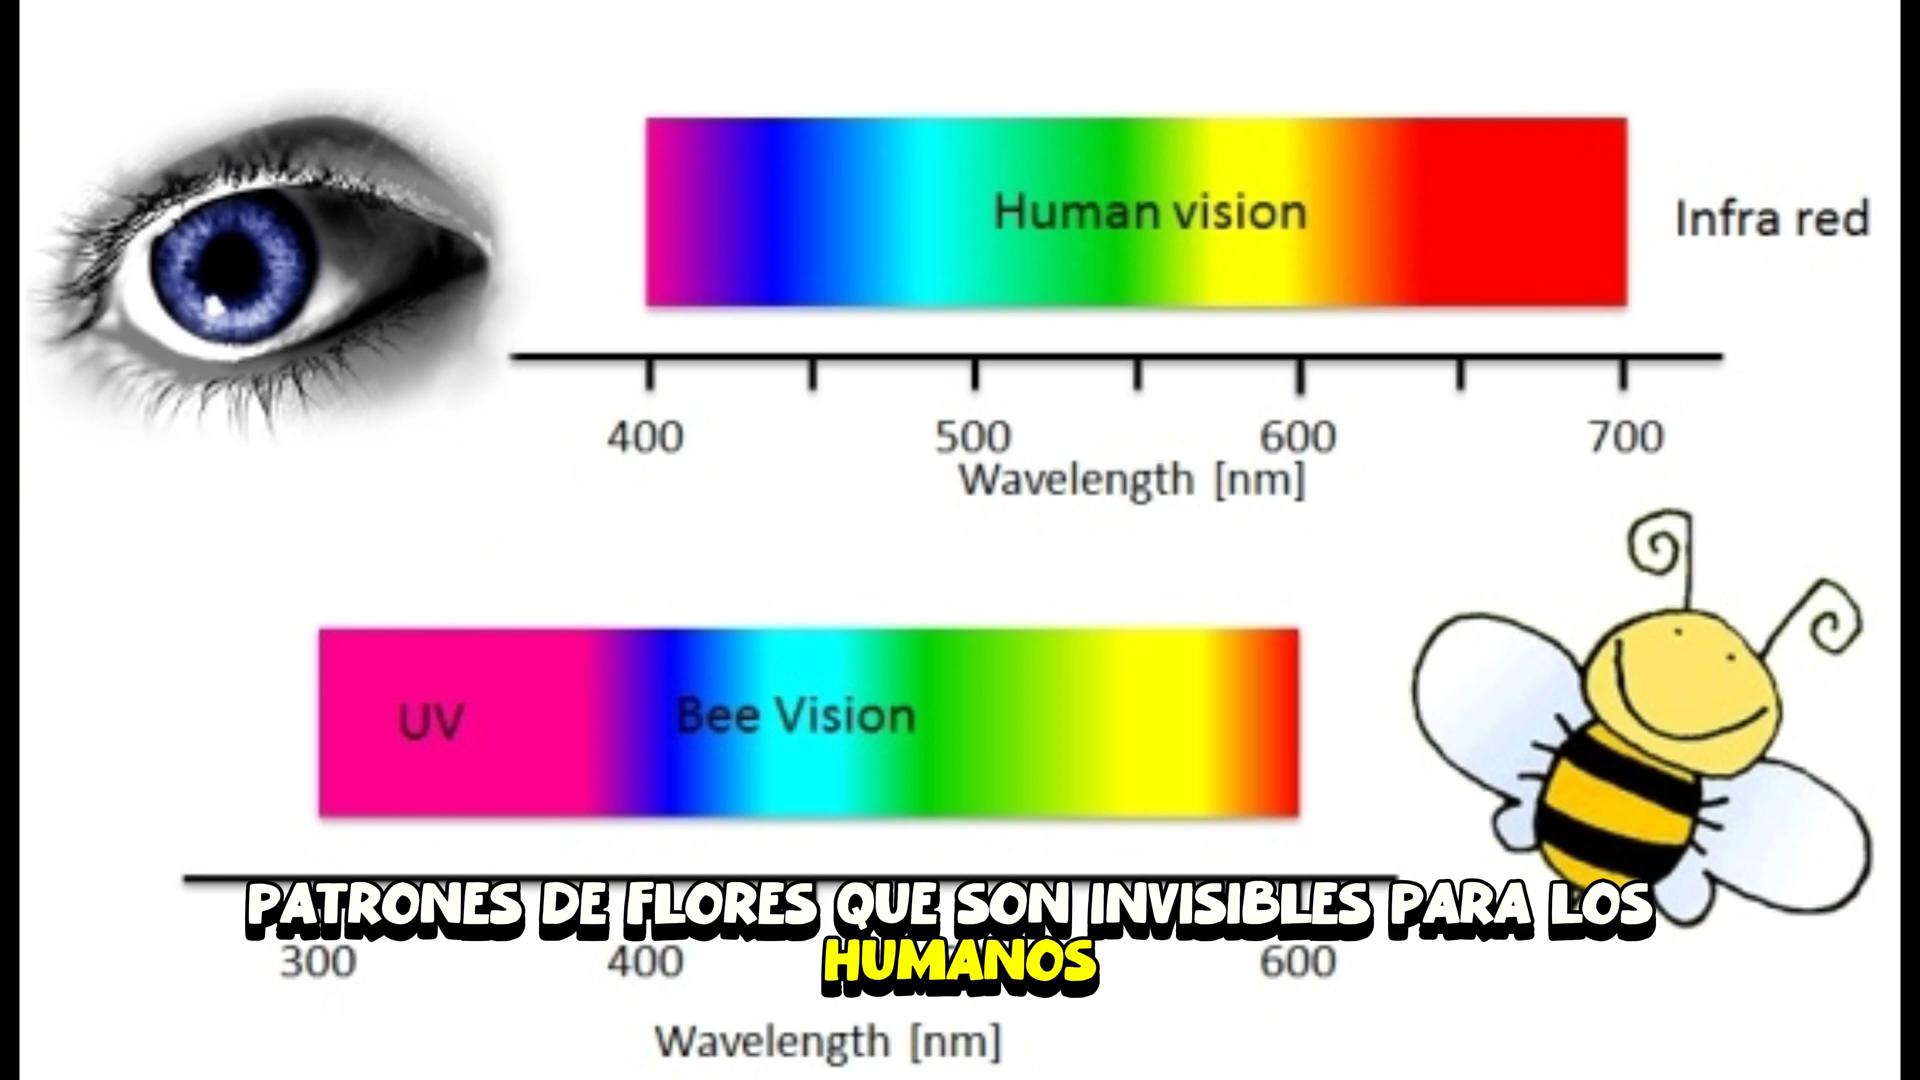 Human vision
Infra red
400 500 600 700
Wavelength [nm]
UV
Bee Vision
PATRONES DE FLORES QUE SON INVISIBLES PARA LOS
HUMANOS
300 400 600
Wavelength [nm]